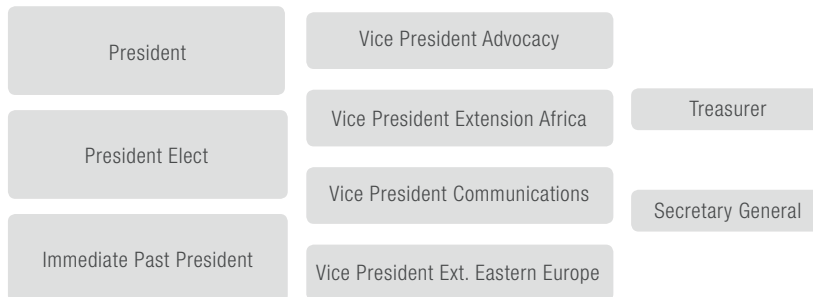 President
President Elect
Immediate Past President
Vice President Advocacy
Vice President Extension Africa
Vice President Communications
Vice President Ext. Eastern Europe
Treasurer
Secretary General